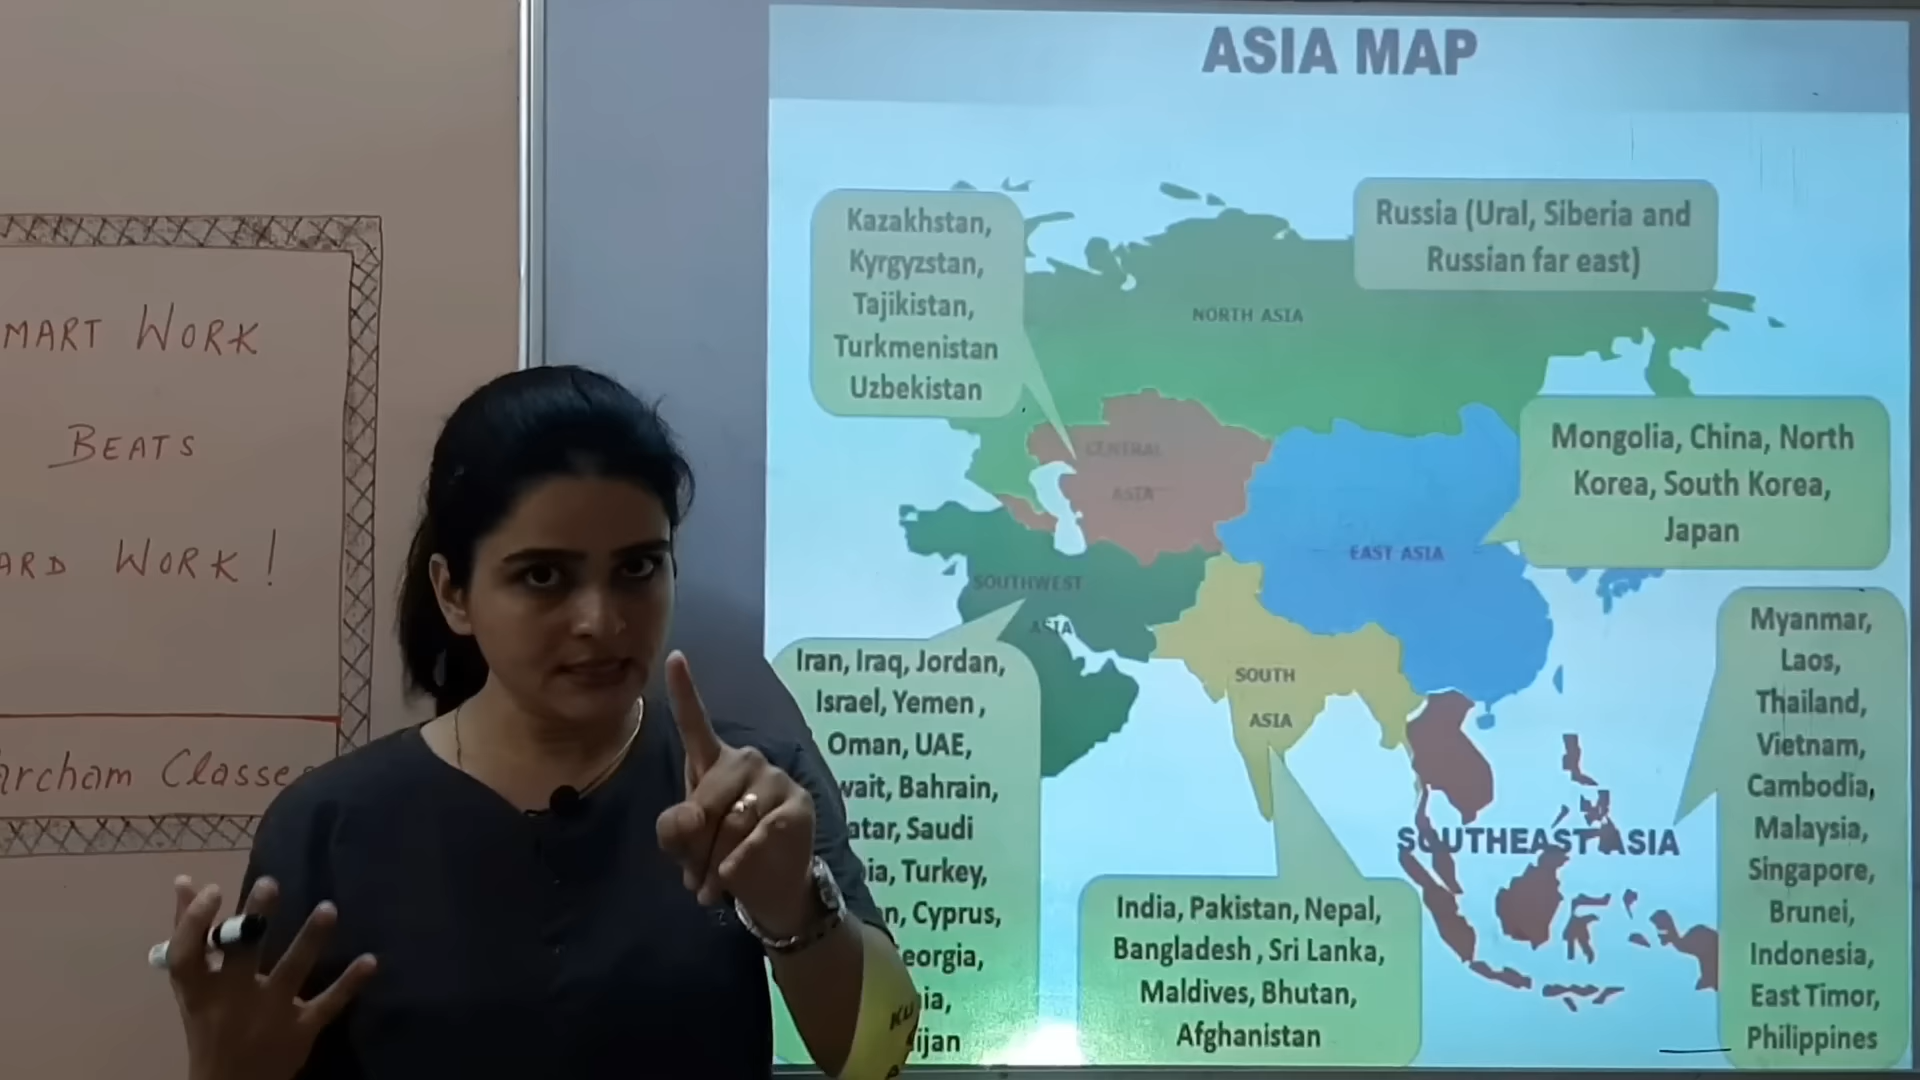 MART WORK
BEATS
ARD WORK!
archam Classe
ASIA MAP
Kazakhstan,
Kyrgyzstan,
Tajikistan,
Turkmenistan
Uzbekistan
Russia (Ural, Siberia and
Russian far east)
NORTH ASIA
CENTRAL
ASIA
Mongolia, China, North
Korea, South Korea,
Japan
EAST ASIA
SOUTHWEST
ASIA
Iran, Iraq, Jordan,
Israel, Yemen ,
Oman, UAE,
wait, Bahrain,
atar, Saudi
ia, Turkey,
n, Cyprus,
eorgia,
ia,
ijan
SOUTH
ASIA
India, Pakistan, Nepal,
Bangladesh , Sri Lanka,
Maldives, Bhutan,
Afghanistan
SOUTHEAST ASIA
Myanmar,
Laos,
Thailand,
Vietnam,
Cambodia,
Malaysia,
Singapore,
Brunei,
Indonesia,
East Timor,
Philippines